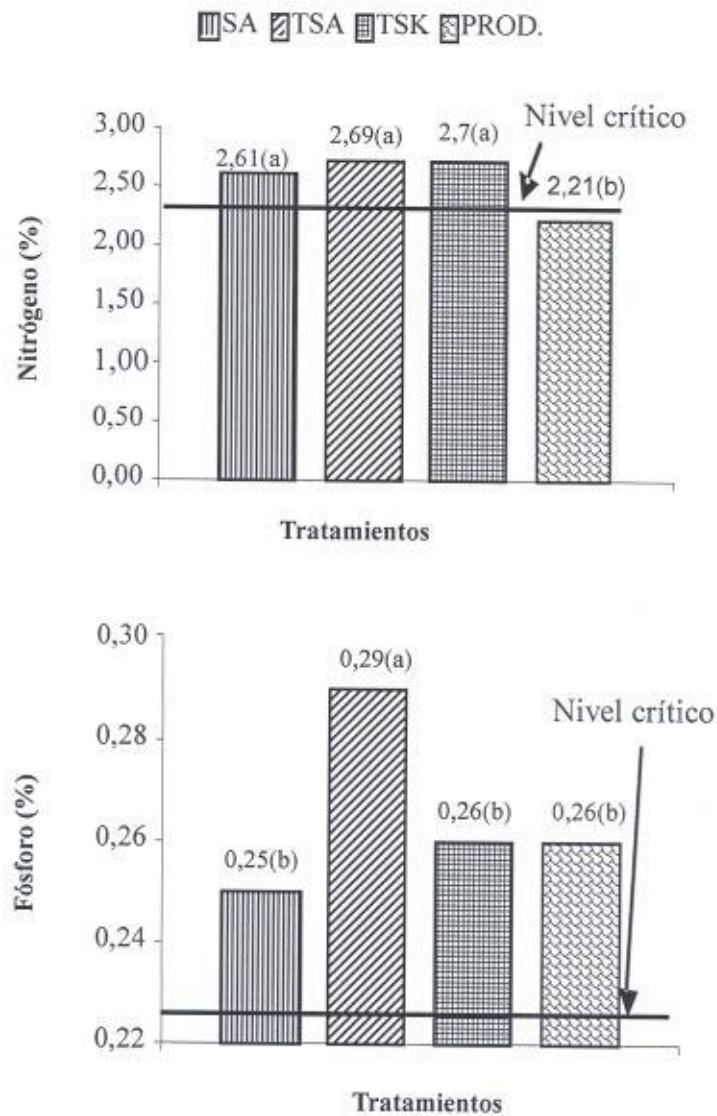 SA TSA TSK PROD.
Nivel crítico
3,00
2,61(a) 2,69(a) 2,7(a) 2,21(b)
2,50
2,00
1,50
1,00
0,50
0,00
Nitrógeno (%)
Tratamientos
0,30
0,29(a)
Nivel crítico
0,28
0,26(b) 0,26(b)
0,26
0,25(b)
0,24
0,22
Fósforo (%)
Tratamientos